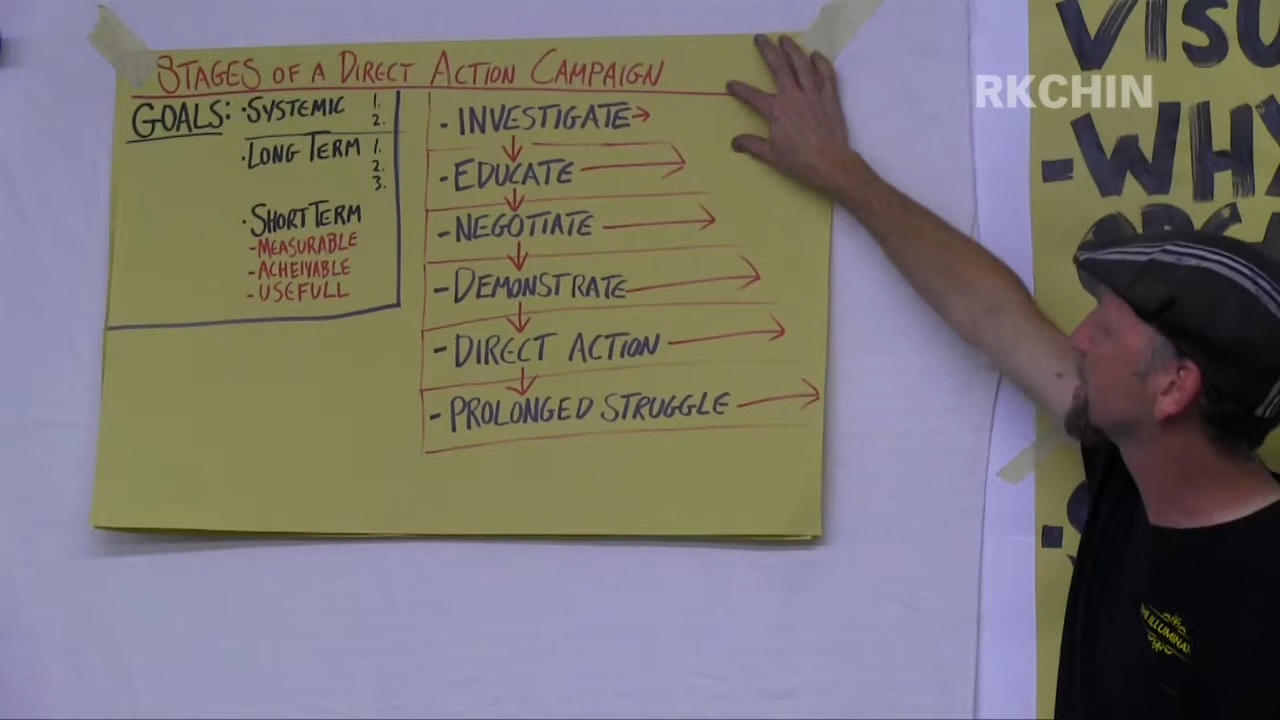 STAGES OF A DIRECT ACTION CAMPAIGN
GOALS: · SYSTEMIC 1.
2.
· LONG TERM 1.
2.
3.
· SHORT TERM
- MEASURABLE
- ACHEIVABLE
- USEFULL
- INVESTIGATE
- EDUCATE
- NEGOTIATE
- DEMONSTRATE
- DIRECT ACTION
- PROLONGED STRUGGLE
RKCHIN
VISU
- WHY
ILLUMINA